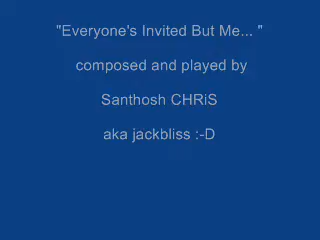 "Everyone's Invited But Me... "
composed and played by
Santhosh CHRiS
aka jackbliss :-D